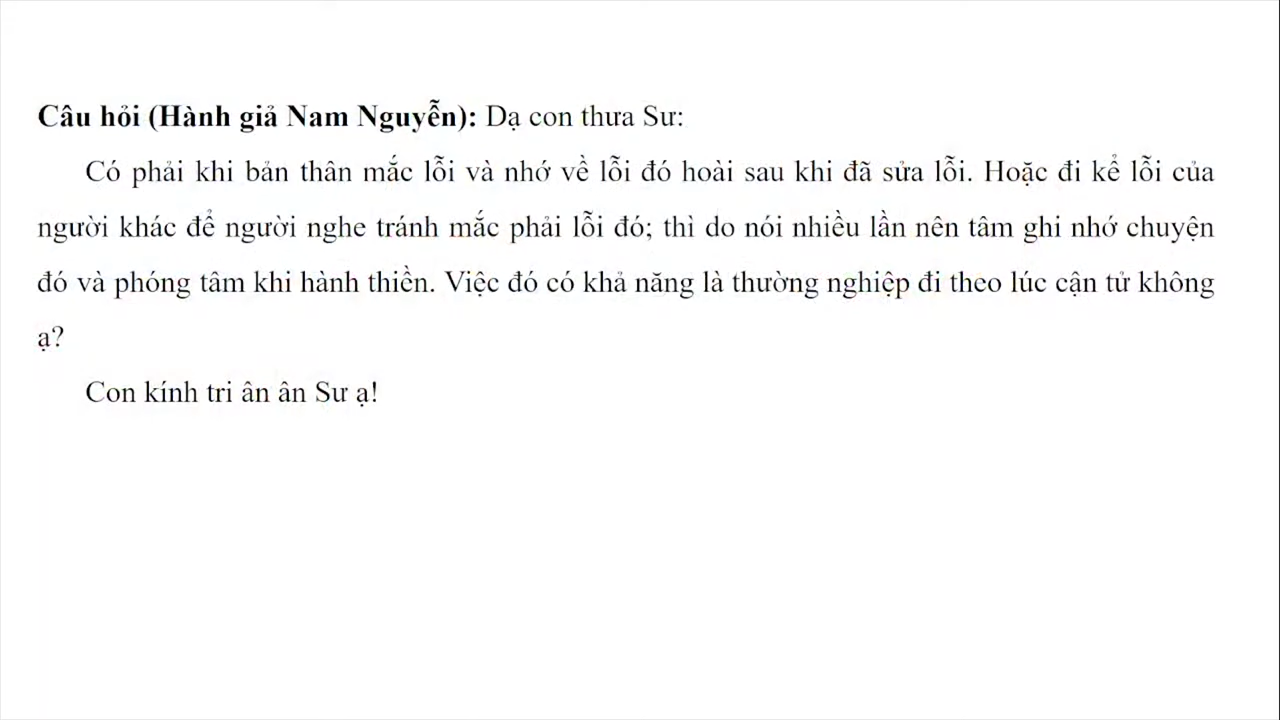 Câu hỏi (Hành giả Nam Nguyễn): Dạ con thưa Sư:
Có phải khi bản thân mắc lỗi và nhớ về lỗi đó hoài sau khi đã sửa lỗi. Hoặc đi kể lỗi của
người khác để người nghe tránh mắc phải lỗi đó; thì do nói nhiều lần nên tâm ghi nhớ chuyện
đó và phóng tâm khi hành thiền. Việc đó có khả năng là thường nghiệp đi theo lúc cận tử không
ạ?
Con kính tri ân ân Sư ạ!